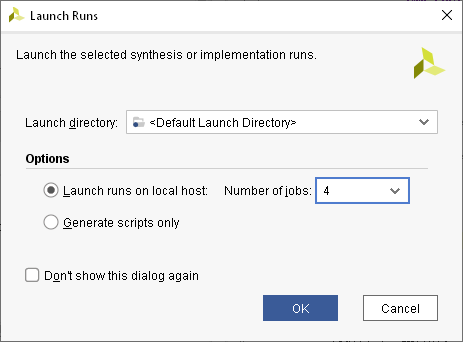 Launch Runs
Launch the selected synthesis or implementation runs.
Launch directory: <Default Launch Directory>
Options
Launch runs on local host: Number of jobs: 4
Generate scripts only
Don't show this dialog again
OK Cancel